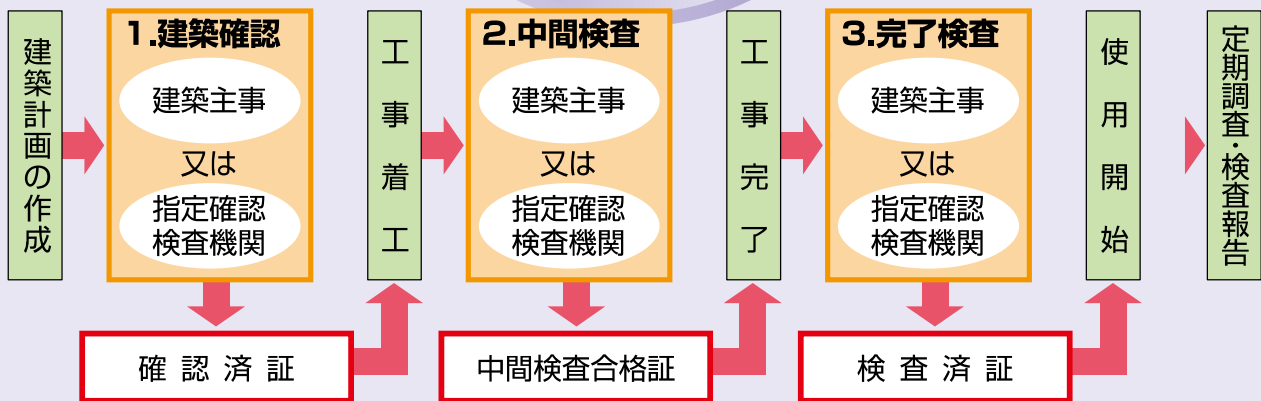 建築計画の作成
1.建築確認
建築主事
又は
指定確認
検査機関
確認済証
工事着工
2.中間検査
建築主事
又は
指定確認
検査機関
中間検査合格証
工事完了
3.完了検査
建築主事
又は
指定確認
検査機関
検査済証
使用開始
定期調査・検査報告